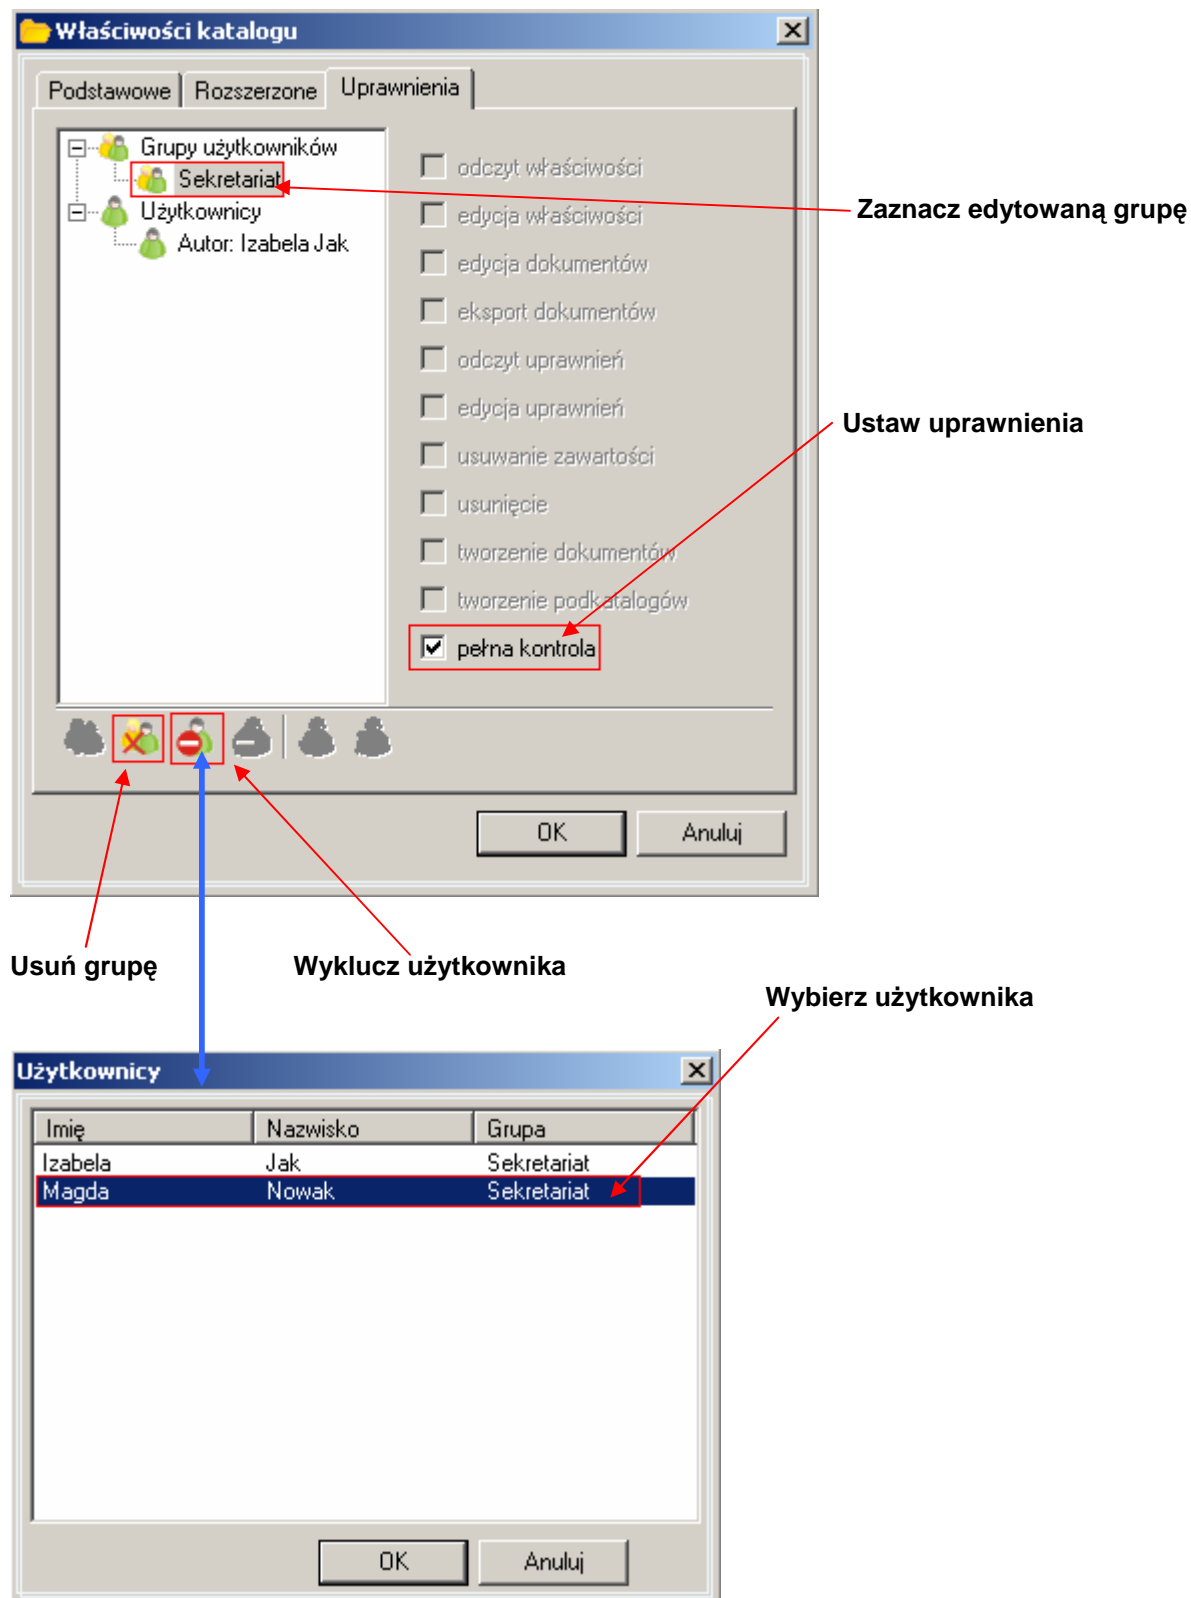 Właściwości katalogu
Podstawowe Rozszerzone Uprawnienia
Grupy użytkowników
Sekretariat
Użytkownicy
Autor: Izabela Jak
odczyt właściwości
edycja właściwości
edycja dokumentów
eksport dokumentów
odczyt uprawnień
edycja uprawnień
usuwanie zawartości
usunięcie
tworzenie dokumentów
tworzenie podkatalogów
pełna kontrola
Zaznacz edytowaną grupę
Ustaw uprawnienia
OK Anuluj
Usuń grupę Wyklucz użytkownika
Wybierz użytkownika
Użytkownicy
Imię Nazwisko Grupa
Izabela Jak Sekretariat
Magda Nowak Sekretariat
OK Anuluj